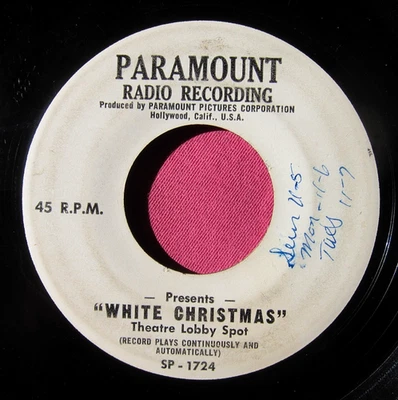 PARAMOUNT
RADIO RECORDING
Produced by PARAMOUNT PICTURES CORPORATION
Hollywood, Calif., U.S.A.
45 R.P.M.
Sun 11-5
Mon - 11-6
Tues 11-7
— Presents —
"WHITE CHRISTMAS"
Theatre Lobby Spot
(RECORD PLAYS CONTINUOUSLY AND
AUTOMATICALLY)
SP - 1724